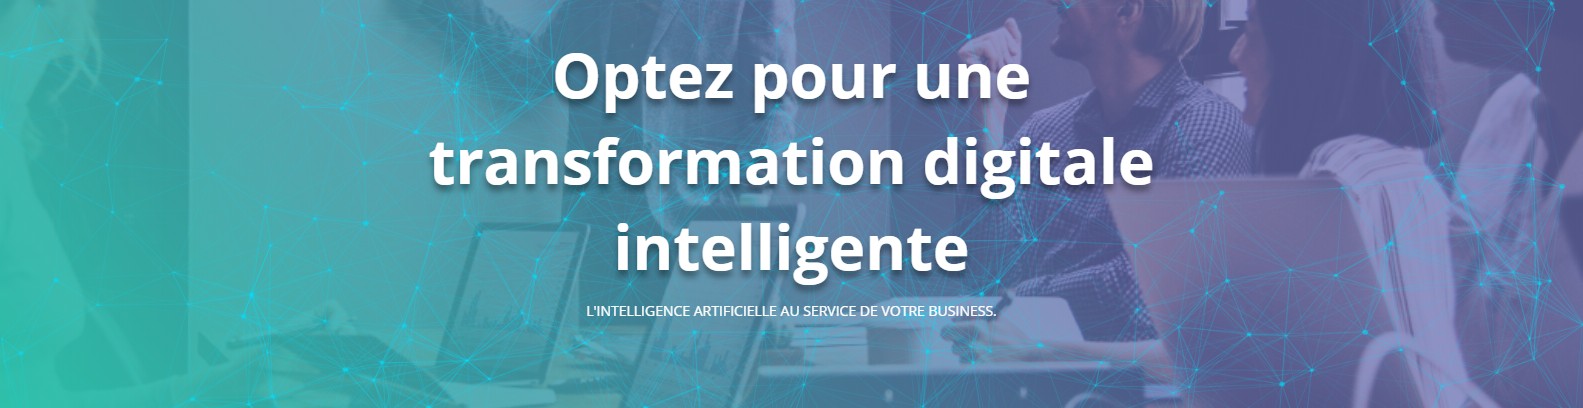 Optez pour une
transformation digitale
intelligente
L'INTELLIGENCE ARTIFICIELLE AU SERVICE DE VOTRE BUSINESS.